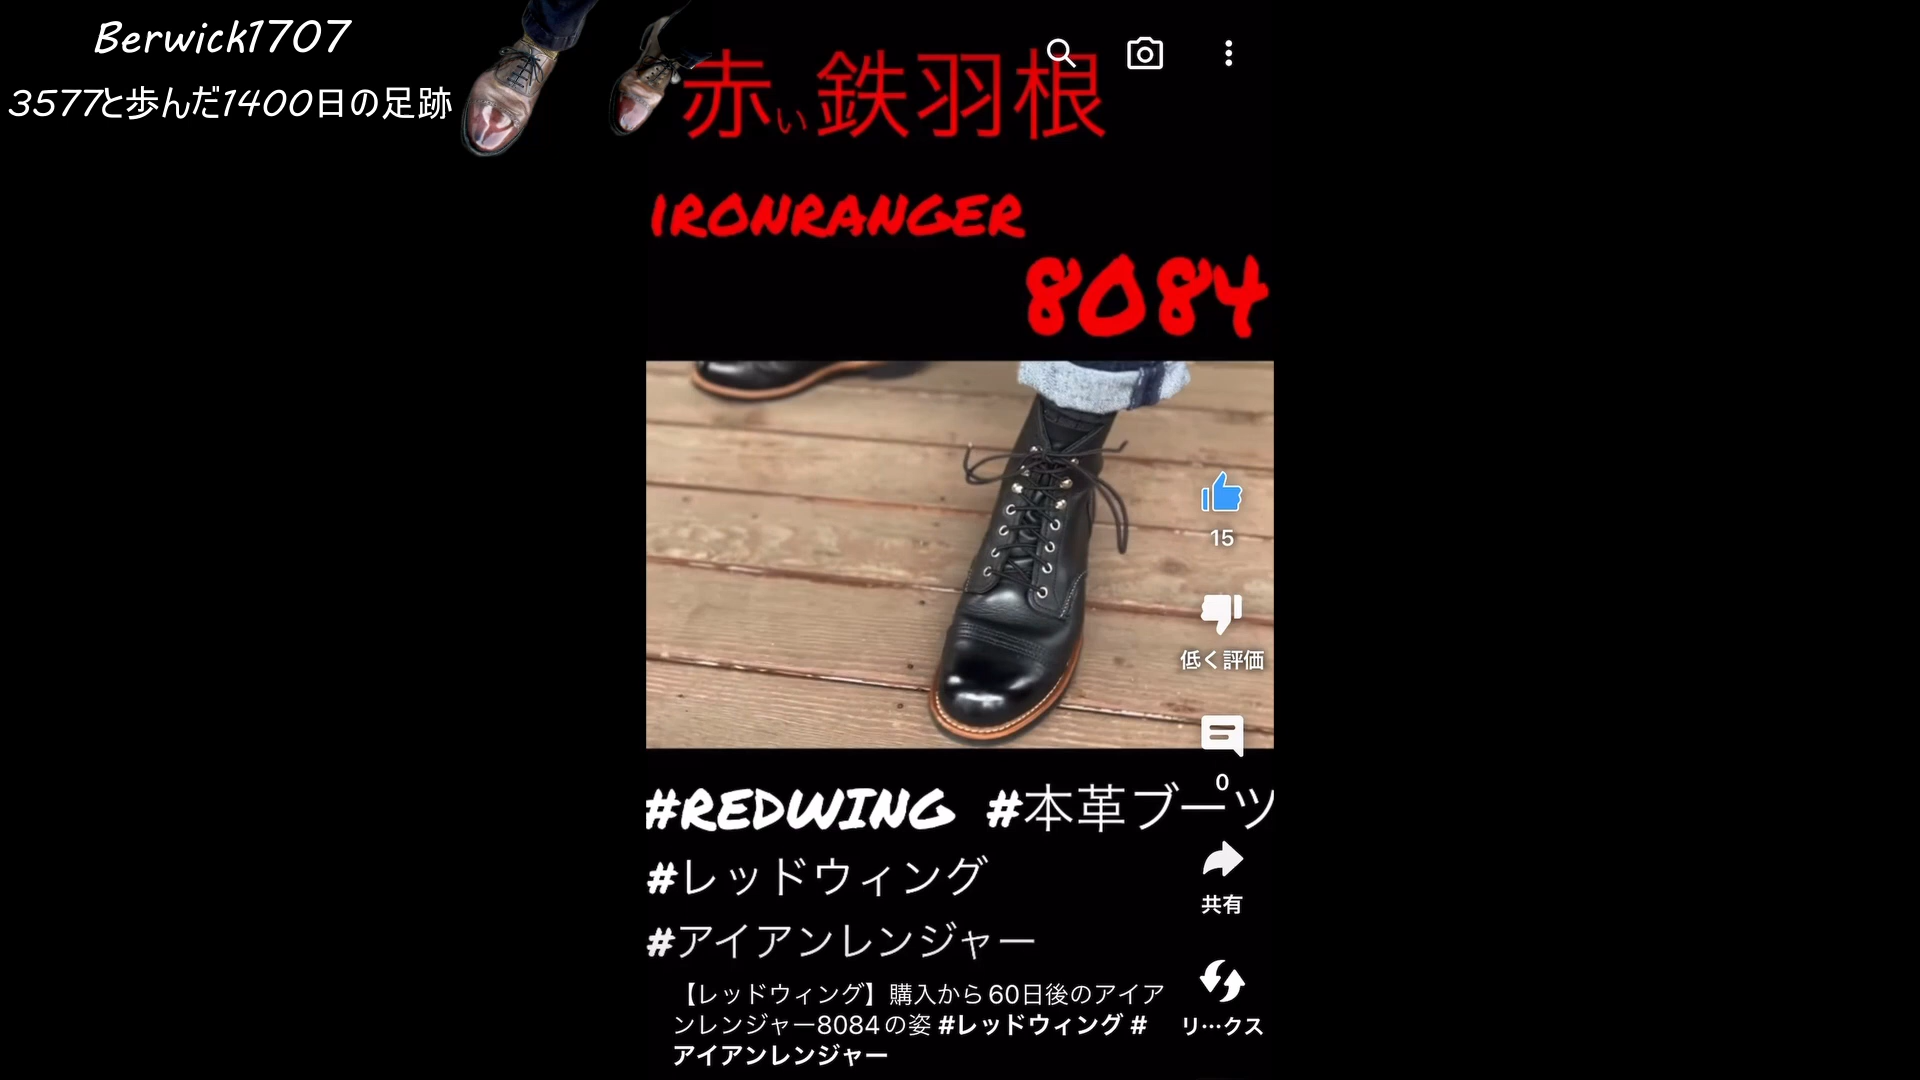 Berwick1707
3577と歩んだ1400日の足跡
赤い鉄羽根
IRONRANGER
8084
15
低く評価
0
#REDWING #本革ブーツ
共有
#レッドウィング
#アイアンレンジャー
【レッドウィング】購入から60日後のアイア
ンレンジャー8084の姿 #レッドウィング #
アイアンレンジャー
リ…クス